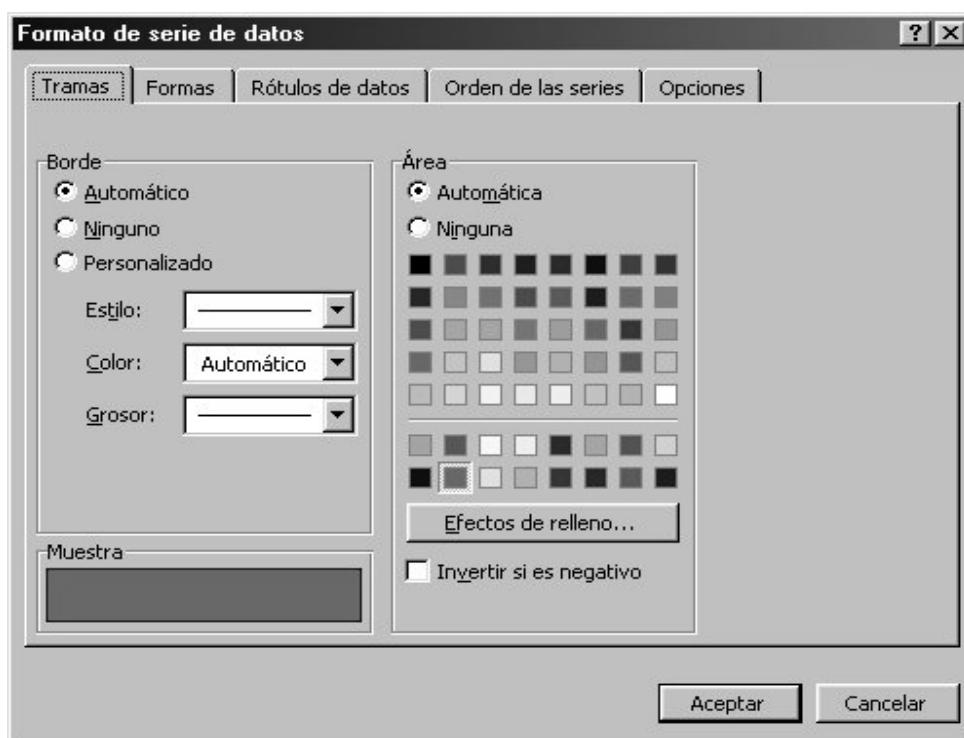 Formato de serie de datos
Tramas Formas Rótulos de datos Orden de las series Opciones
Borde
Automático
Ninguno
Personalizado
Estilo:
Color: Automático
Grosor:
Muestra
Área
Automática
Ninguna
Efectos de relleno...
Invertir si es negativo
Aceptar Cancelar